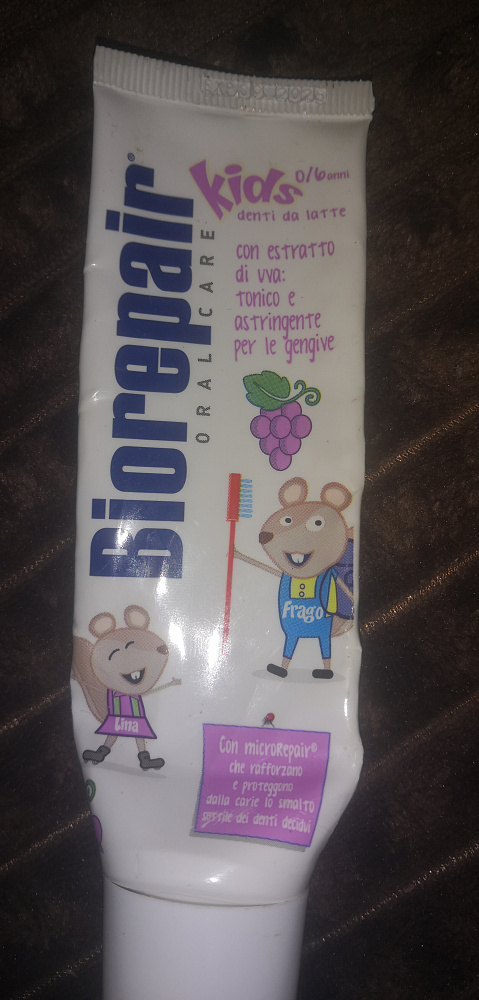 Biorepair®
ORAL CARE
kids 0/6 anni
denti da latte
con estratto
di uva:
tonico e
astringente
per le gengive
Frago
Lina
Con microRepair®
che rafforzano
e proteggono
dalla carie lo smalto
sottile dei denti decidui